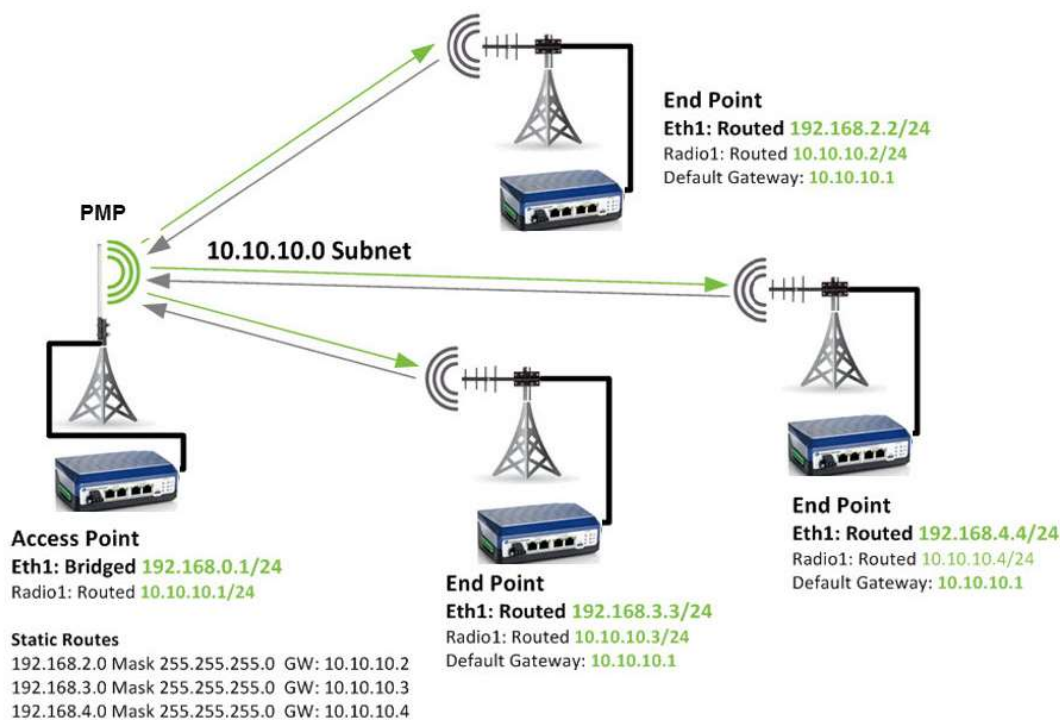 End Point
Eth1: Routed 192.168.2.2/24
Radio1: Routed 10.10.10.2/24
Default Gateway: 10.10.10.1
PMP
10.10.10.0 Subnet
Access Point
Eth1: Bridged 192.168.0.1/24
Radio1: Routed 10.10.10.1/24
Static Routes
192.168.2.0 Mask 255.255.255.0 GW: 10.10.10.2
192.168.3.0 Mask 255.255.255.0 GW: 10.10.10.3
192.168.4.0 Mask 255.255.255.0 GW: 10.10.10.4
End Point
Eth1: Routed 192.168.3.3/24
Radio1: Routed 10.10.10.3/24
Default Gateway: 10.10.10.1
End Point
Eth1: Routed 192.168.4.4/24
Radio1: Routed 10.10.10.4/24
Default Gateway: 10.10.10.1